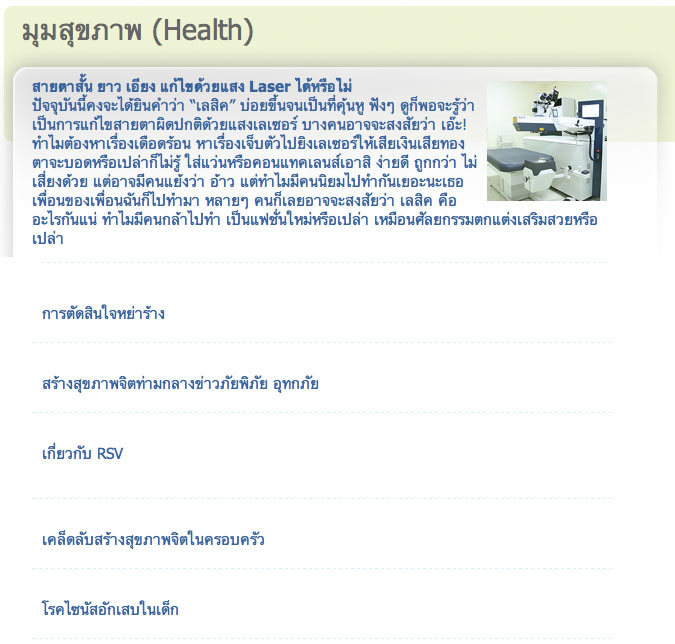 มุมสุขภาพ (Health)
สายตาสั้น ยาว เอียง แก้ไขด้วยแสง Laser ได้หรือไม่
ปัจจุบันนี้คงจะได้ยินคำว่า “เลสิค” บ่อยขึ้นจนเป็นที่คุ้นหู ฟังๆ ดูก็พอจะรู้ว่า
เป็นการแก้ไขสายตาผิดปกติด้วยแสงเลเซอร์ บางคนอาจจะสงสัยว่า เอ๊ะ!
ทำไมต้องหาเรื่องเดือดร้อน หาเรื่องเจ็บตัวไปยิงเลเซอร์ให้เสียเงินเสียทอง
ตาจะบอดหรือเปล่าก็ไม่รู้ ใส่แว่นหรือคอนแทคเลนส์เอาสิ ง่ายดี ถูกกว่า ไม่
เสี่ยงด้วย แต่อาจมีคนแย้งว่า อ้าว แต่ทำไมมีคนนิยมไปทำกันเยอะนะเธอ
เพื่อนของเพื่อนฉันก็ไปทำมา หลายๆ คนก็เลยอาจจะสงสัยว่า เลสิค คือ
อะไรกันแน่ ทำไมมีคนกล้าไปทำ เป็นแฟชั่นใหม่หรือเปล่า เหมือนศัลยกรรมตกแต่งเสริมสวยหรือ
เปล่า
การตัดสินใจหย่าร้าง
สร้างสุขภาพจิตท่ามกลางข่าวภัยพิภัย อุทกภัย
เกี่ยวกับ RSV
เคล็ดลับสร้างสุขภาพจิตในครอบครัว
โรคไซนัสอักเสบในเด็ก